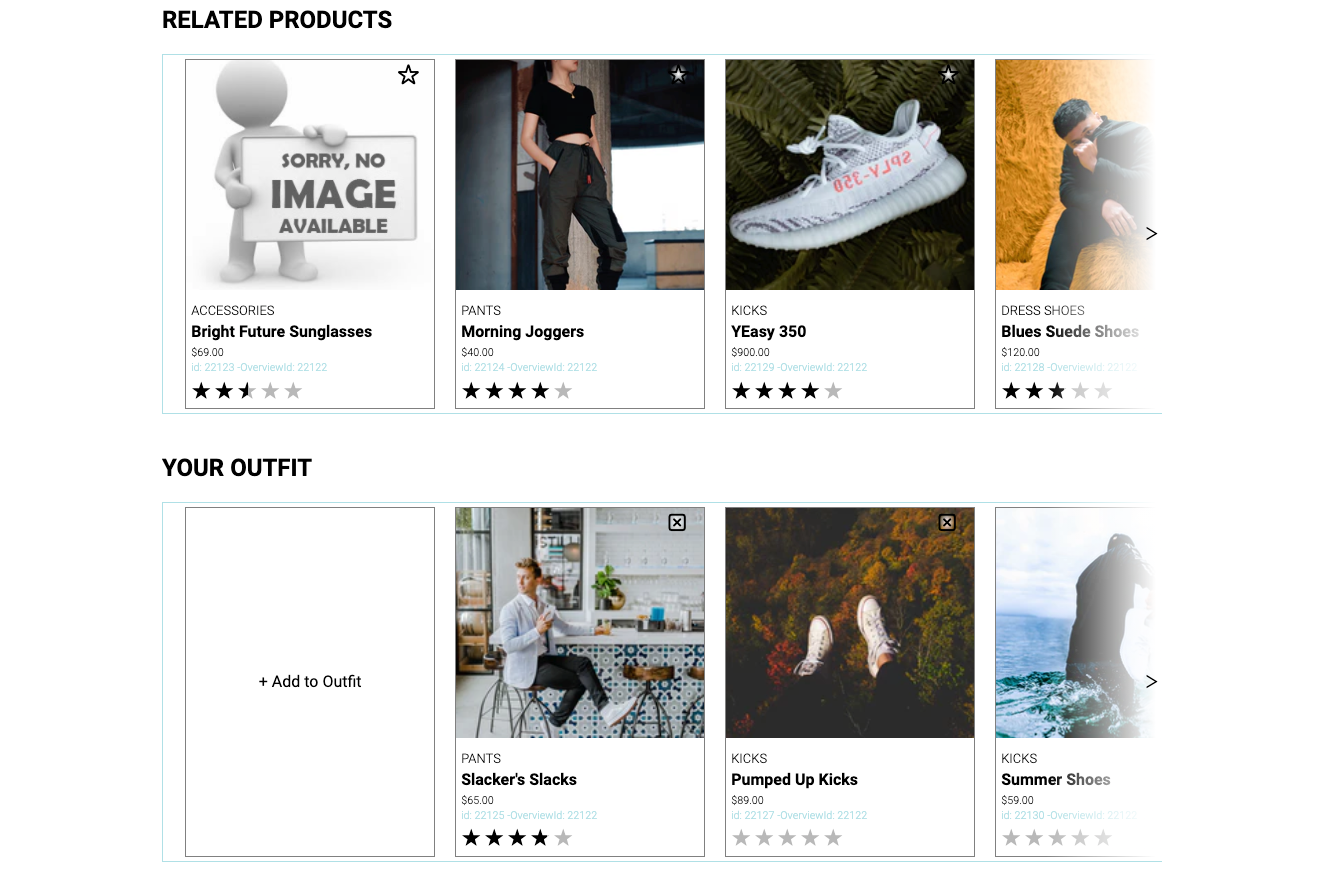 RELATED PRODUCTS
SORRY, NO
IMAGE
AVAILABLE
SPLY-350
>
ACCESSORIES
Bright Future Sunglasses
$69.00
id: 22123 -OverviewId: 22122
PANTS
Morning Joggers
$40.00
id: 22124 -OverviewId: 22122
KICKS
YEasy 350
$900.00
id: 22129 -OverviewId: 22122
DRESS SHOES
Blues Suede Shoes
$120.00
id: 22128 -OverviewId: 22122
YOUR OUTFIT
+ Add to Outfit
>
PANTS
Slacker's Slacks
$65.00
id: 22125 -OverviewId: 22122
KICKS
Pumped Up Kicks
$89.00
id: 22127 -OverviewId: 22122
KICKS
Summer Shoes
$59.00
id: 22130 -OverviewId: 22122